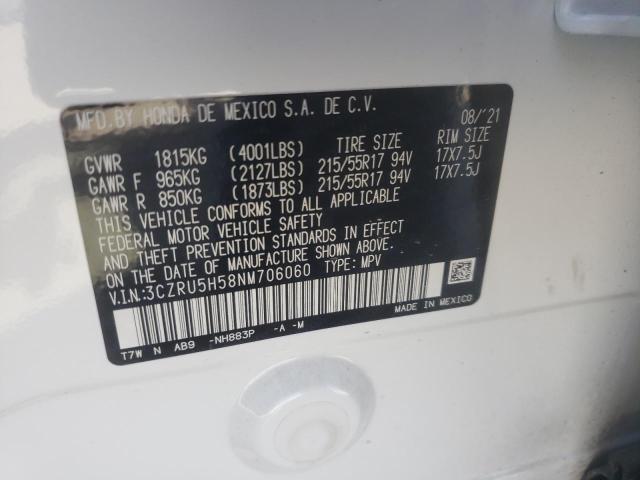 MFD.BY HONDA DE MEXICO S.A. DE C.V. 08/'21
TIRE SIZE RIM SIZE
GVWR 1815KG (4001LBS)
GAWR F 965KG (2127LBS) 215/55R17 94V 17X7.5J
GAWR R 850KG (1873LBS) 215/55R17 94V 17X7.5J
THIS VEHICLE CONFORMS TO ALL APPLICABLE
FEDERAL MOTOR VEHICLE SAFETY
AND THEFT PREVENTION STANDARDS IN EFFECT
ON THE DATE OF MANUFACTURE SHOWN ABOVE.
V.I.N.:3CZRU5H58NM706060 TYPE: MPV
MADE IN MEXICO
T7W N AB9 -NH883P -A -M